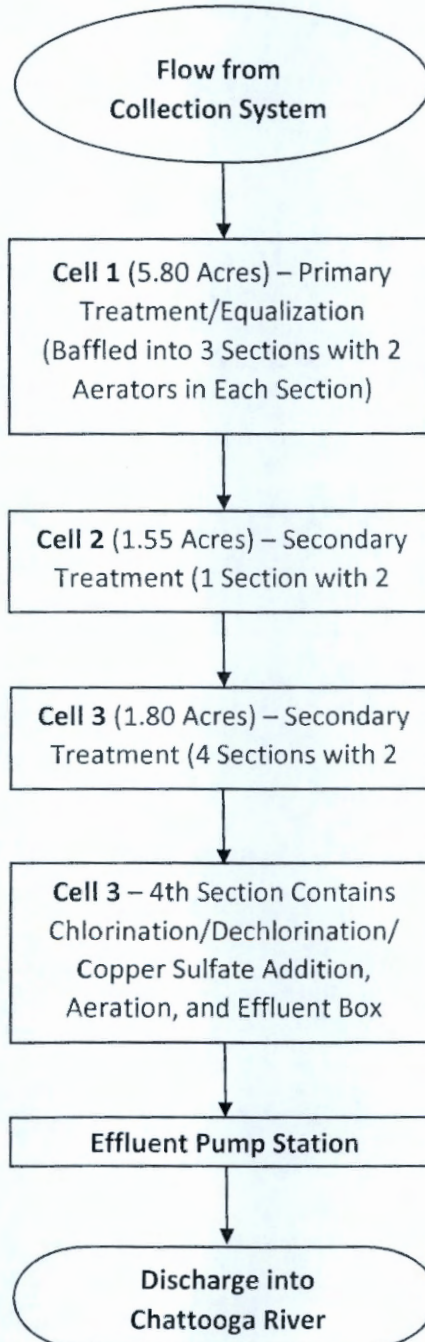 Flow from
Collection System
Cell 1 (5.80 Acres) – Primary
Treatment/Equalization
(Baffled into 3 Sections with 2
Aerators in Each Section)
Cell 2 (1.55 Acres) – Secondary
Treatment (1 Section with 2
Cell 3 (1.80 Acres) – Secondary
Treatment (4 Sections with 2
Cell 3 – 4th Section Contains
Chlorination/Dechlorination/
Copper Sulfate Addition,
Aeration, and Effluent Box
Effluent Pump Station
Discharge into
Chattooga River